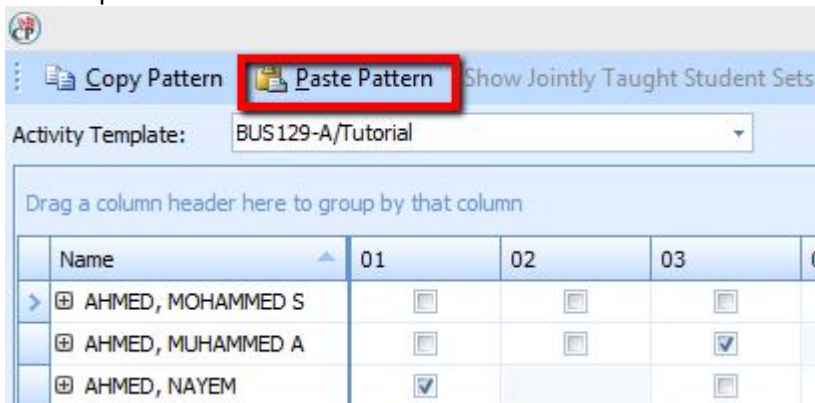 CP
Copy Pattern Paste Pattern Show Jointly Taught Student Sets
Activity Template: BUS129-A/Tutorial
Drag a column header here to group by that column
Name 01 02 03
AHMED, MOHAMMED S
AHMED, MUHAMMED A
AHMED, NAYEM